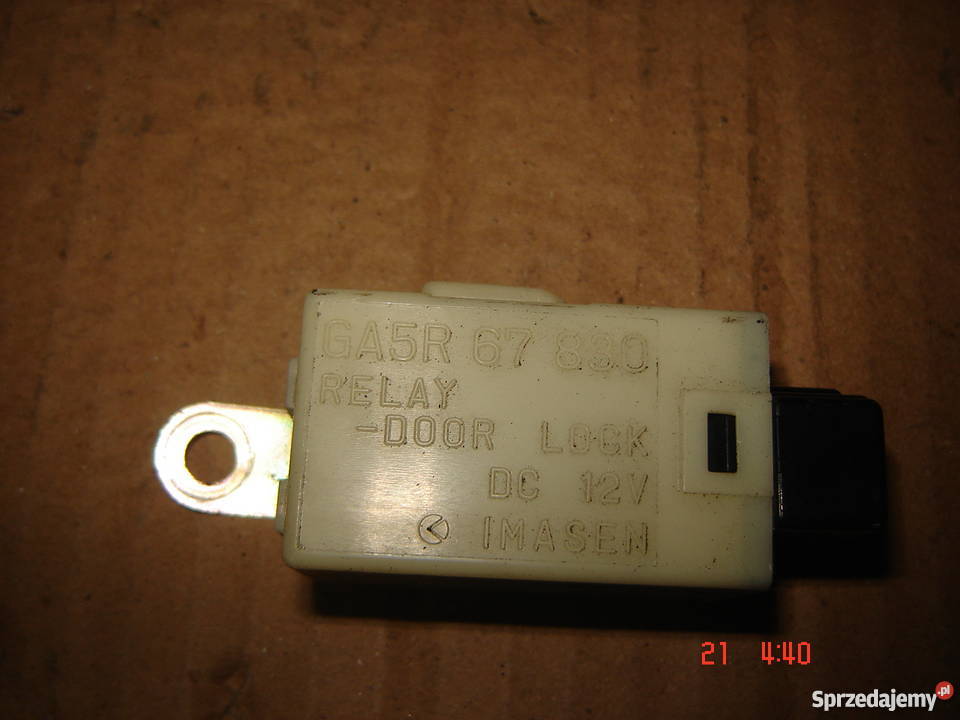 GA5R 67 830
RELAY
-DOOR LOCK
DC 12V
IMASEN
21 4:40
Sprzedajemy.pl